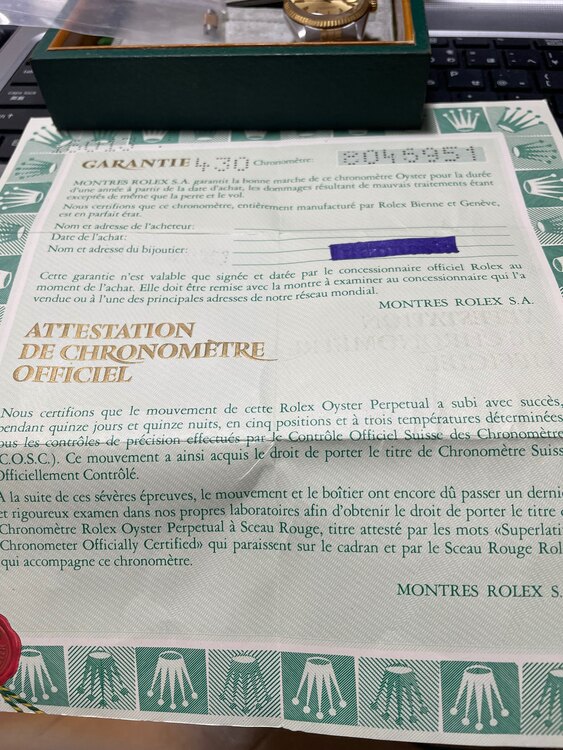 caps lock
GARANTIE 430 Chronomètre: 8045951
MONTRES ROLEX S.A. garantit la bonne marche de ce chronomètre Oyster pour la durée
d'une année à partir de la date d'achat, les dommages résultant de mauvais traitements étant
exceptés de même que la perte et le vol.
Nous certifions que ce chronomètre, entièrement manufacturé par Rolex Bienne et Genève,
est en parfait état.
Nom et adresse de l'acheteur:
Date de l'achat:
Nom et adresse du bijoutier:
Cette garantie n'est valable que signée et datée par le concessionnaire officiel Rolex au
moment de l'achat. Elle doit être remise avec la montre à examiner au concessionnaire qui l'a
vendue ou à l'une des principales adresses de notre réseau mondial.
MONTRES ROLEX S.A.
ATTESTATION
DE CHRONOMÈTRE
OFFICIEL
Nous certifions que le mouvement de cette Rolex Oyster Perpetual a subi avec succès,
pendant quinze jours et quinze nuits, en cinq positions et à trois températures déterminées
ous les contrôles de précision effectués par le Contrôle Officiel Suisse des Chronomètre
C.O.S.C.). Ce mouvement a ainsi acquis le droit de porter le titre de Chronomètre Suiss
Officiellement Contrôlé.
A la suite de ces sévères épreuves, le mouvement et le boîtier ont encore dû passer un dernie
et rigoureux examen dans nos propres laboratoires afin d'obtenir le droit de porter le titre d
Chronomètre Rolex Oyster Perpetual à Sceau Rouge, titre attesté par les mots «Superlati
Chronometer Officially Certified» qui paraissent sur le cadran et par le Sceau Rouge Rol
qui accompagne ce chronomètre.
MONTRES ROLEX S.